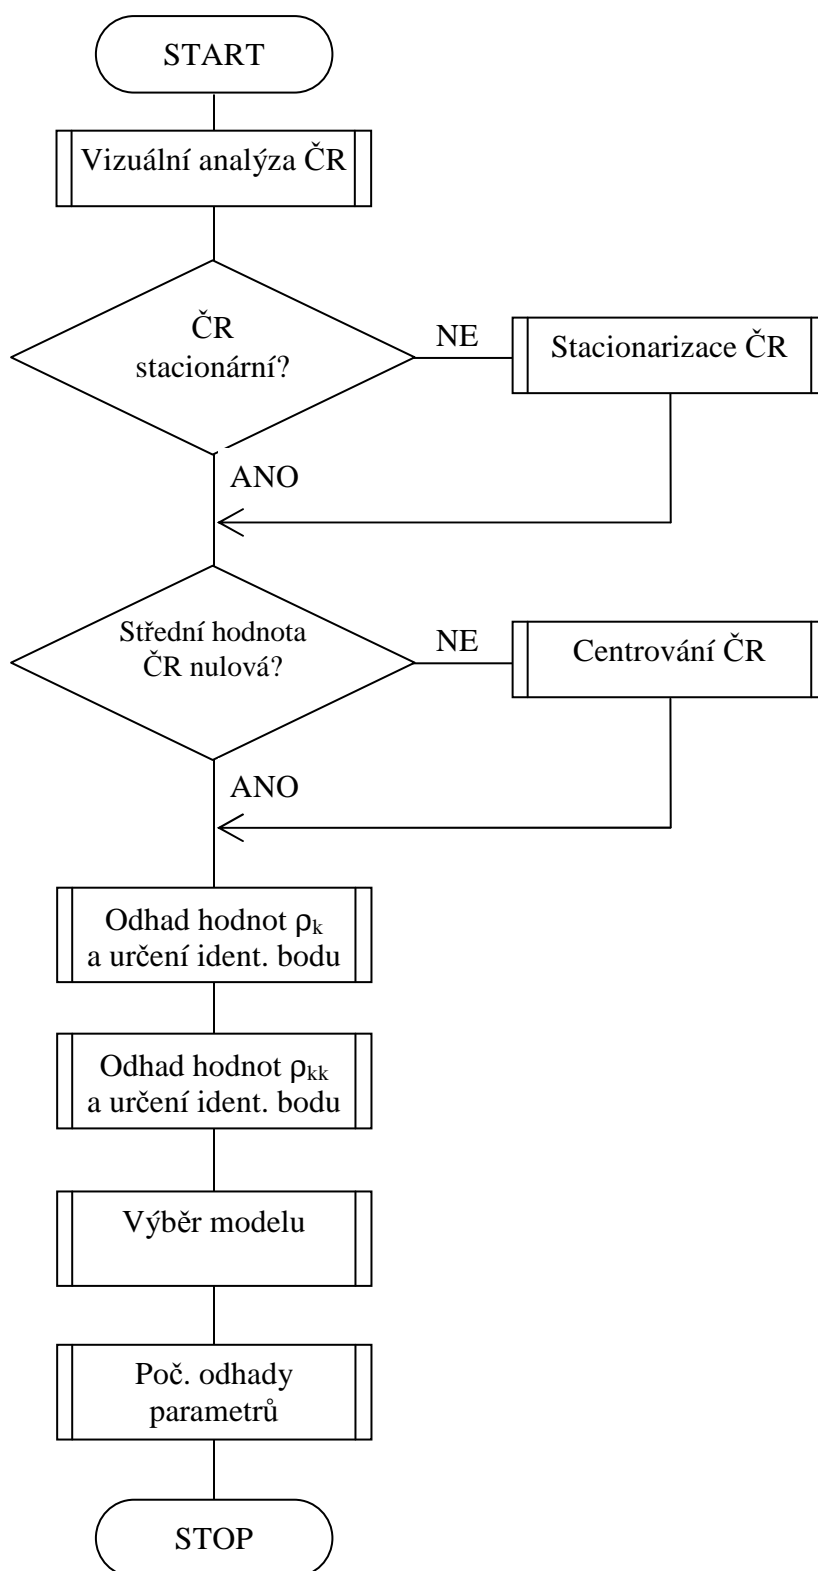 START
Vizuální analýza ČR
ČR
stacionární?
NE
Stacionarizace ČR
ANO
Střední hodnota
ČR nulová?
NE
Centrování ČR
ANO
Odhad hodnot ρₖ
a určení ident. bodu
Odhad hodnot ρₖₖ
a určení ident. bodu
Výběr modelu
Poč. odhady
parametrů
STOP